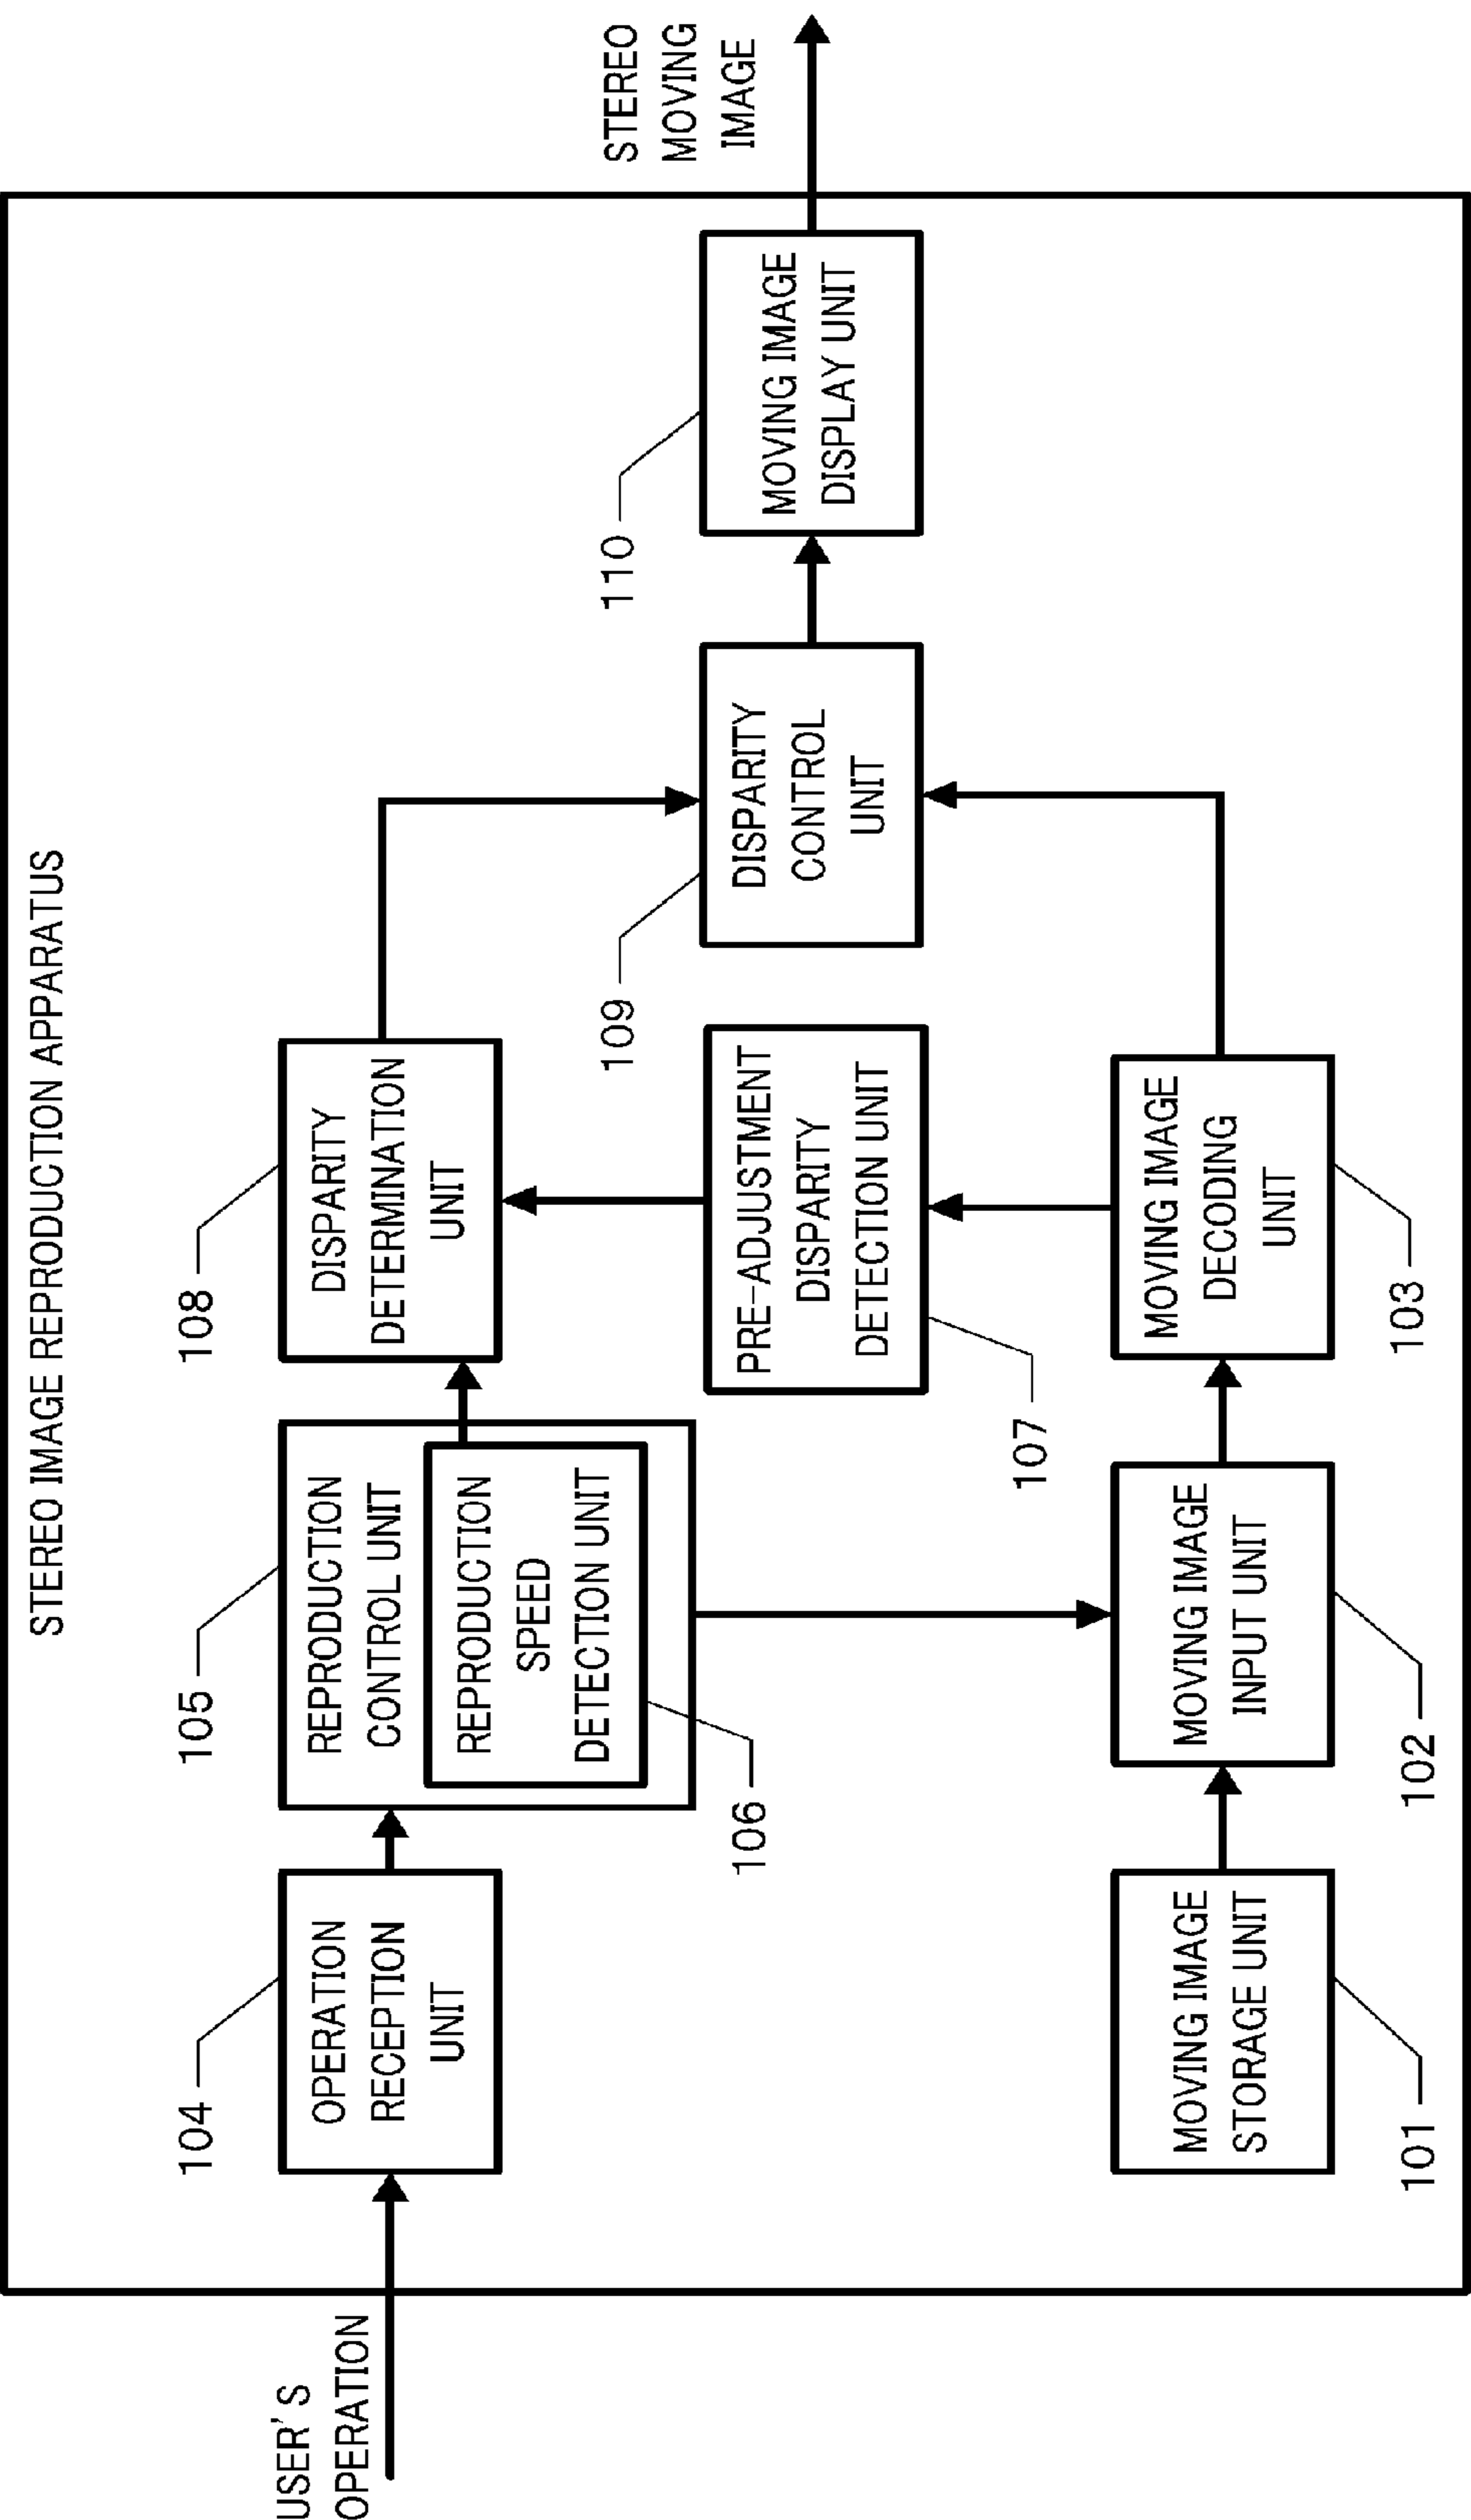 STEREO IMAGE REPRODUCTION APPARATUS
USER'S
OPERATION
104
OPERATION
RECEPTION
UNIT
105
REPRODUCTION
CONTROL UNIT
REPRODUCTION
SPEED
DETECTION UNIT
106
108
DISPARITY
DETERMINATION
UNIT
PRE-ADJUSTMENT
DISPARITY
DETECTION UNIT
107
109
DISPARITY
CONTROL
UNIT
110
MOVING IMAGE
DISPLAY UNIT
STEREO
MOVING
IMAGE
MOVING IMAGE
STORAGE UNIT
101
MOVING IMAGE
INPUT UNIT
102
MOVING IMAGE
DECODING
UNIT
103